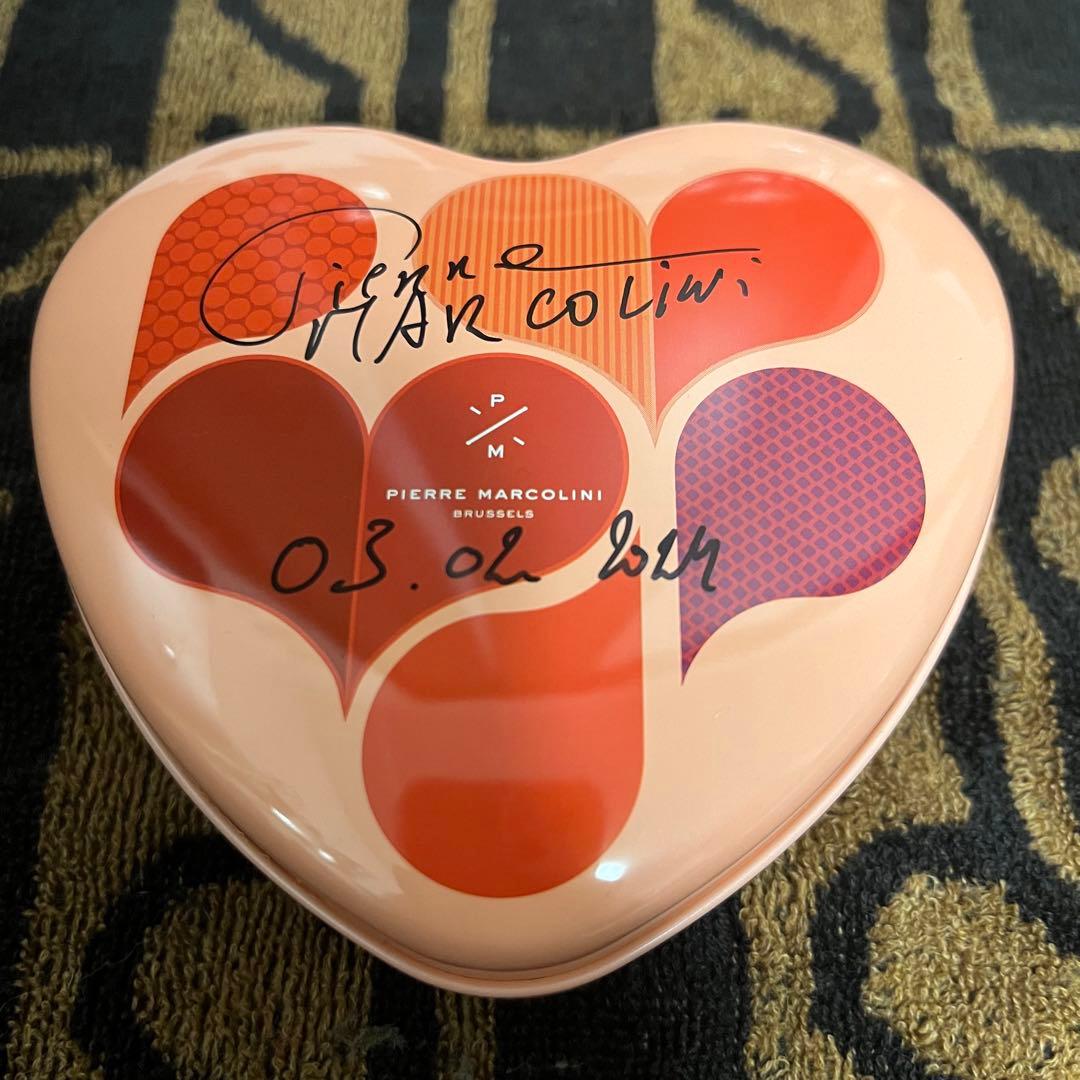 Pierre
MARCOLiNi
P
M
PIERRE MARCOLINI
BRUSSELS
03.02 2024